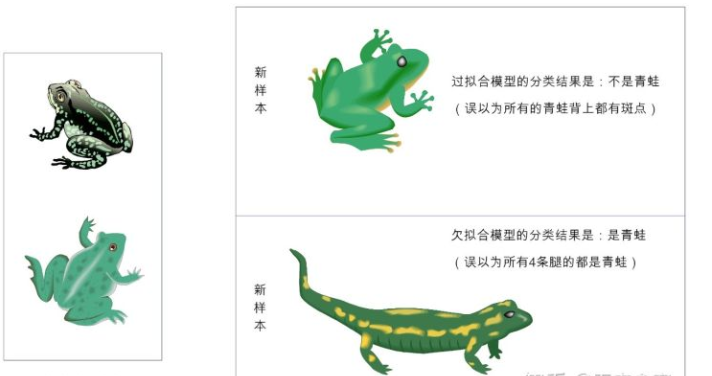 新
样
本
过拟合模型的分类结果是：不是青蛙
（误以为所有的青蛙背上都有斑点）
欠拟合模型的分类结果是：是青蛙
（误以为所有4条腿的都是青蛙）
新
样
本